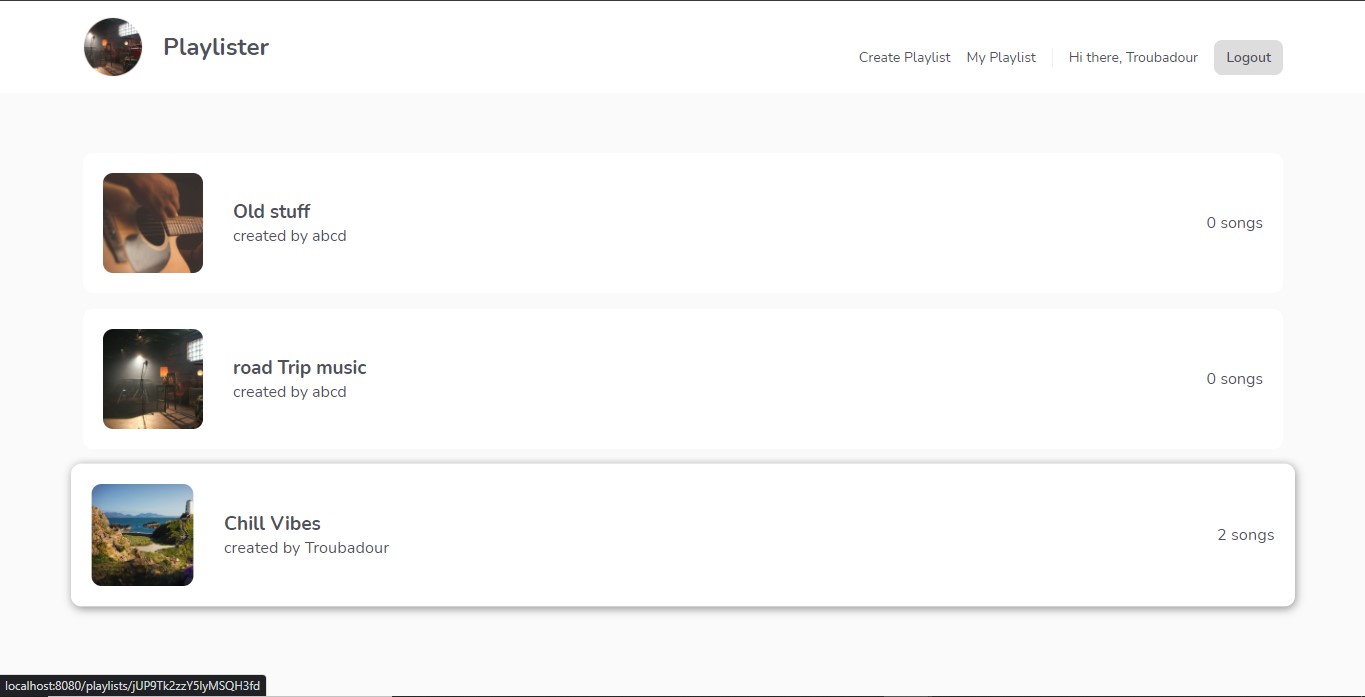 Playlister
Create Playlist My Playlist Hi there, Troubadour Logout
Old stuff
created by abcd
0 songs
road Trip music
created by abcd
0 songs
Chill Vibes
created by Troubadour
2 songs
localhost:8080/playlists/jUP9Tk2zzY5lyMSQH3fd